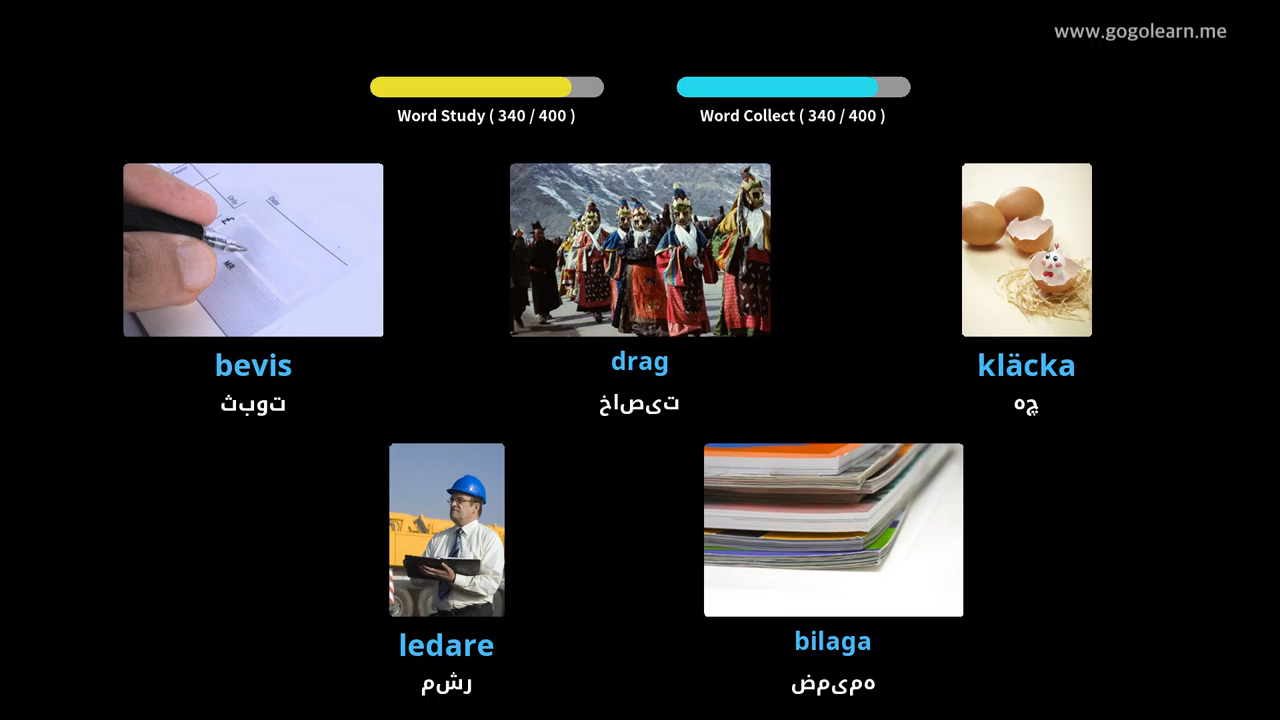 www.gogolearn.me
Word Study ( 340 / 400 )
Word Collect ( 340 / 400 )
bevis
توبث
drag
تیصاخ
kläcka
چه
ledare
رشم
bilaga
همیمض